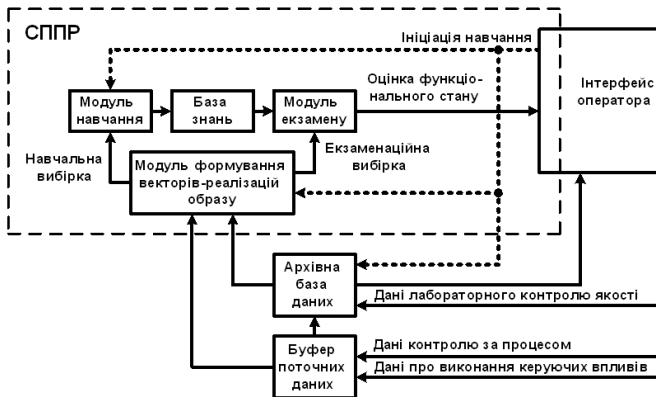 СППР
Ініціація навчання
Оцінка функціо-
нального стану
Інтерфейс
оператора
Модуль
навчання
База
знань
Модуль
екзамену
Навчальна
вибірка
Екзаменаційна
вибірка
Модуль формування
векторів-реалізацій
образу
Архівна
база
даних
Дані лабораторного контролю якості
Буфер
поточних
даних
Дані контролю за процесом
Дані про виконання керуючих впливів